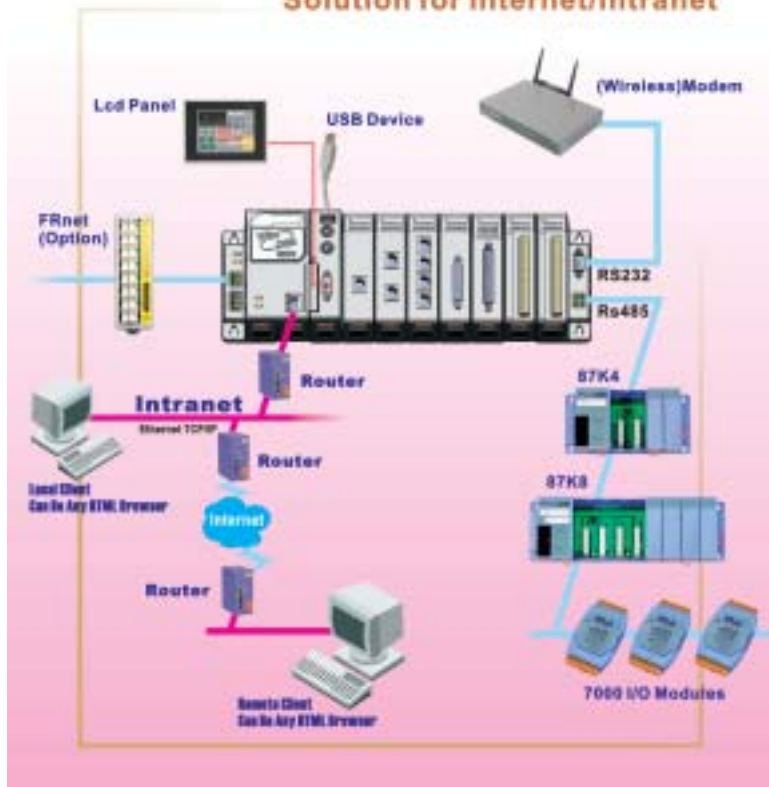 Solution for Internet/Intranet
Lcd Panel
USB Device
(Wireless)Modem
FRnet
(Option)
RS232
Rs485
Router
87K4
Intranet
Ethernet TCP/IP
Router
Local Client
Can Be Any HTML Browser
87K8
Internet
Router
7000 I/O Modules
Remote Client
Can Be Any HTML Browser